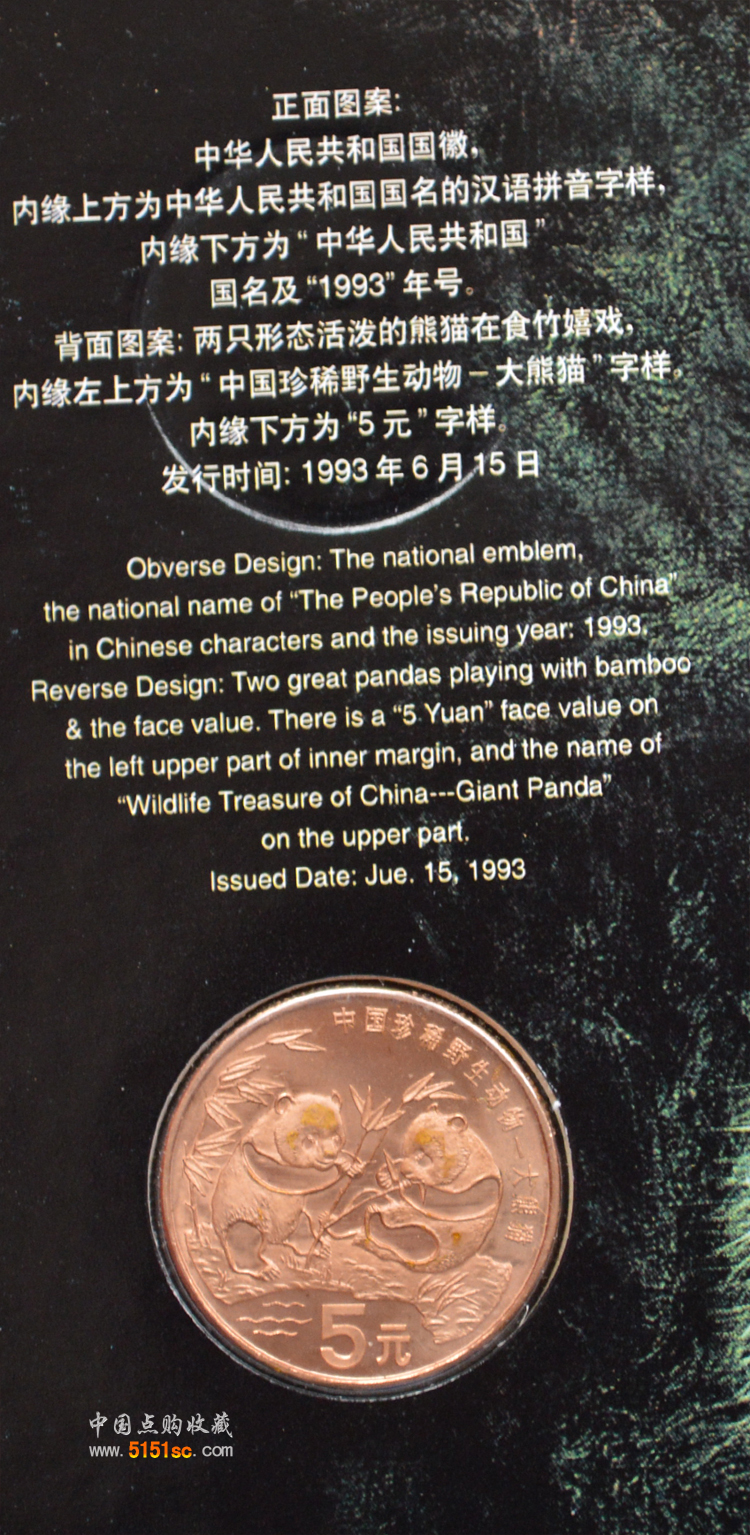 正面图案:
中华人民共和国国徽,
内缘上方为中华人民共和国国名的汉语拼音字样,
内缘下方为“中华人民共和国”
国名及“1993”年号。
背面图案: 两只形态活泼的熊猫在食竹嬉戏,
内缘左上方为“中国珍稀野生动物－大熊猫”字样。
内缘下方为“5元”字样。
发行时间: 1993年6月15日
Obverse Design: The national emblem,
the national name of “The People's Republic of China”
in Chinese characters and the issuing year: 1993.
Reverse Design: Two great pandas playing with bamboo
& the face value. There is a “5 Yuan” face value on
the left upper part of inner margin, and the name of
“Wildlife Treasure of China---Giant Panda”
on the upper part.
Issued Date: Jue. 15, 1993
中国珍稀野生动物－大熊猫
5元
中国点购收藏
www.5151sc.com